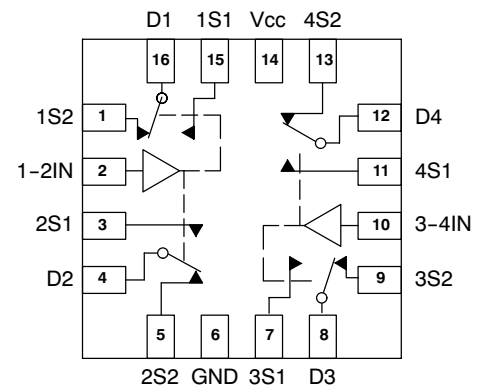 D1 1S1 Vcc 4S2
16 15 14 13
1S2 1 12 D4
1-2IN 2 11 4S1
2S1 3 10 3-4IN
D2 4 9 3S2
5 6 7 8
2S2 GND 3S1 D3